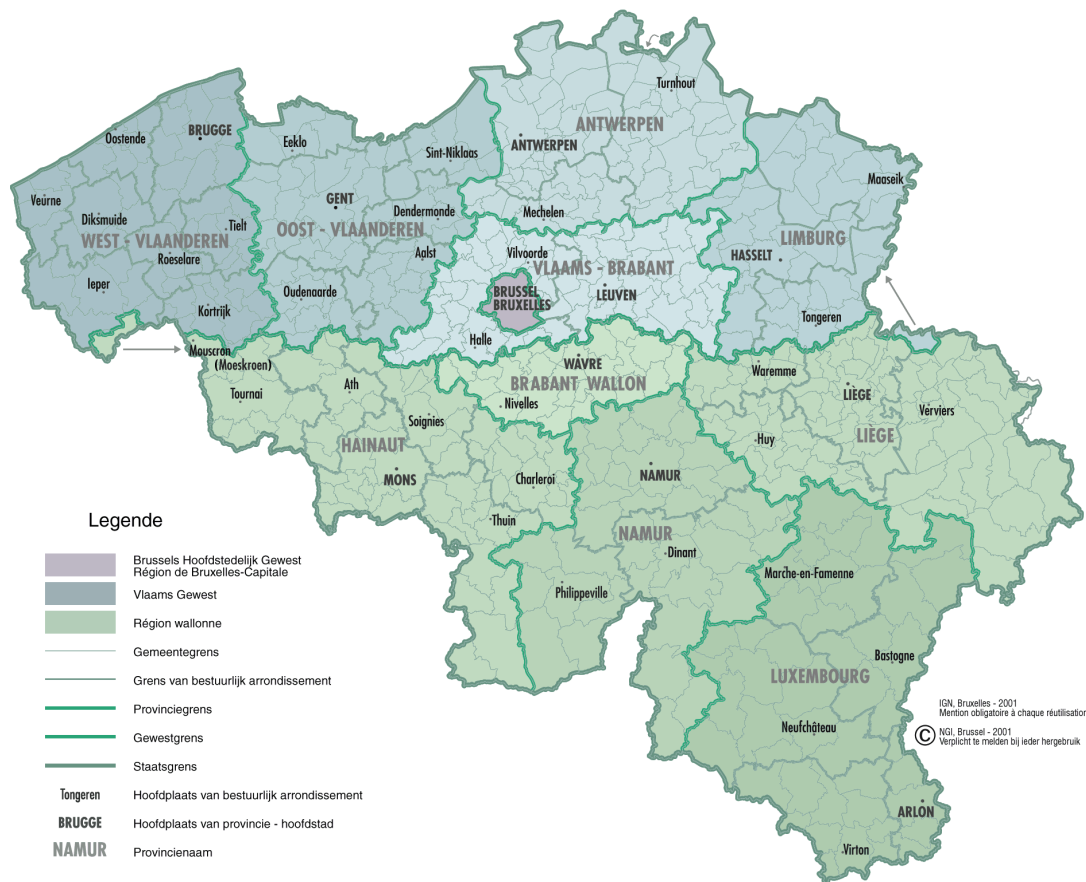 Turnhout
ANTWERPEN
ANTWERPEN
Oostende
BRUGGE
Eeklo
Sint-Niklaas
Maaseik
Veurne
Diksmuide
Tielt
GENT
Dendermonde
Mechelen
WEST - VLAANDEREN
OOST - VLAANDEREN
LIMBURG
Roeselare
Aalst
Vilvoorde
VLAAMS - BRABANT
HASSELT
Ieper
Oudenaarde
BRUSSEL
BRUXELLES
LEUVEN
Kortrijk
Tongeren
Halle
Mouscron
(Moeskroen)
WAVRE
Waremme
BRABANT WALLON
Tournai
Ath
Nivelles
LIÈGE
Verviers
Soignies
Huy
LIÈGE
HAINAUT
MONS
Charleroi
NAMUR
Thuin
NAMUR
Dinant
Philippeville
Marche-en-Famenne
Bastogne
LUXEMBOURG
Neufchâteau
ARLON
Virton
Legende
Brussels Hoofdstedelijk Gewest
Région de Bruxelles-Capitale
Vlaams Gewest
Région wallonne
Gemeentegrens
Grens van bestuurlijk arrondissement
Provinciegrens
Gewestgrens
Staatsgrens
Tongeren Hoofdplaats van bestuurlijk arrondissement
BRUGGE Hoofdplaats van provincie - hoofdstad
NAMUR Provincienaam
IGN, Bruxelles - 2001
Mention obligatoire à chaque réutilisation
© NGI, Brussel - 2001
Verplicht te melden bij ieder hergebruik